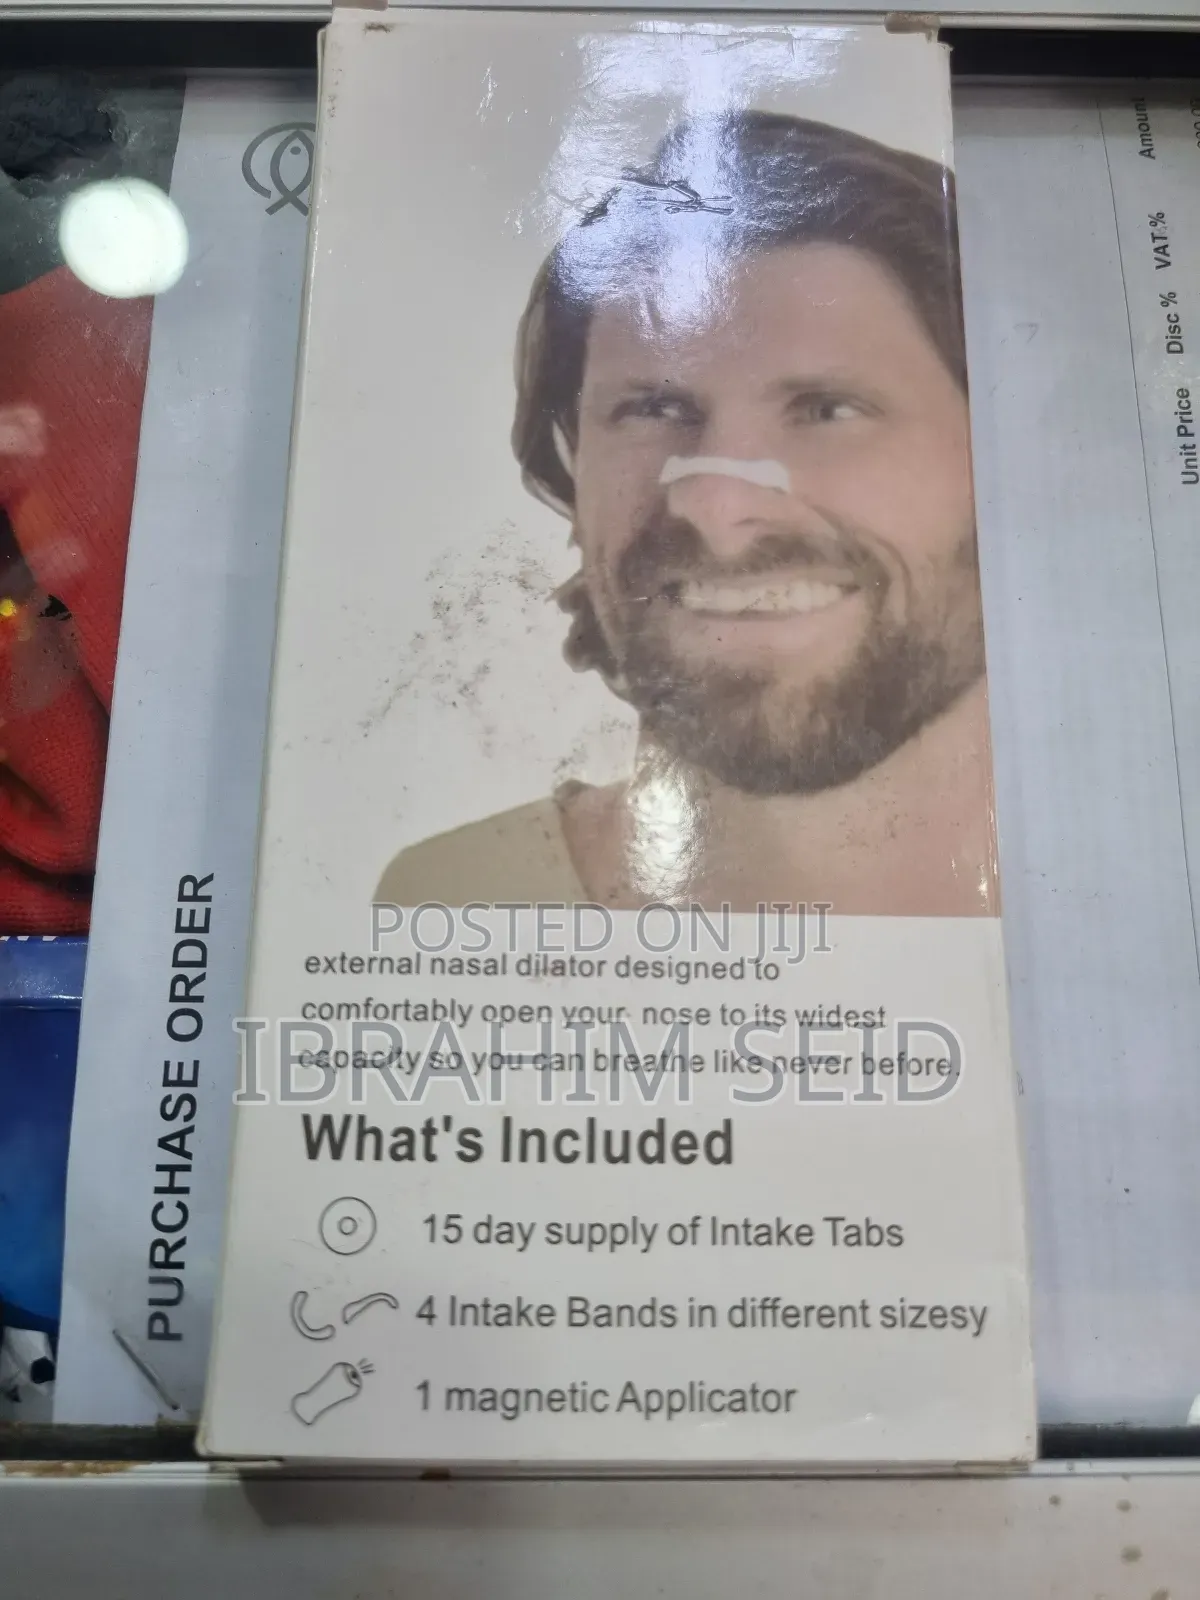 POSTED ON JIJI
external nasal dilator designed to
comfortably open your nose to its widest
IBRAHIM SEID
capacity so you can breathe like never before.
What's Included
15 day supply of Intake Tabs
4 Intake Bands in different sizesy
1 magnetic Applicator
PURCHASE ORDER
Unit Price Disc % VAT% Amount